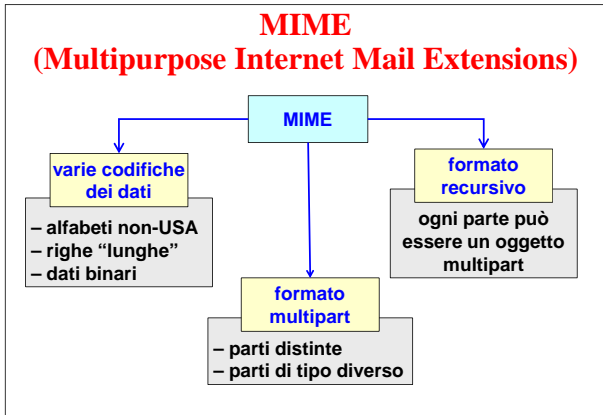 MIME
(Multipurpose Internet Mail Extensions)
MIME
varie codifiche
dei dati
– alfabeti non-USA
– righe “lunghe”
– dati binari
formato
multipart
– parti distinte
– parti di tipo diverso
formato
recursivo
ogni parte può
essere un oggetto
multipart